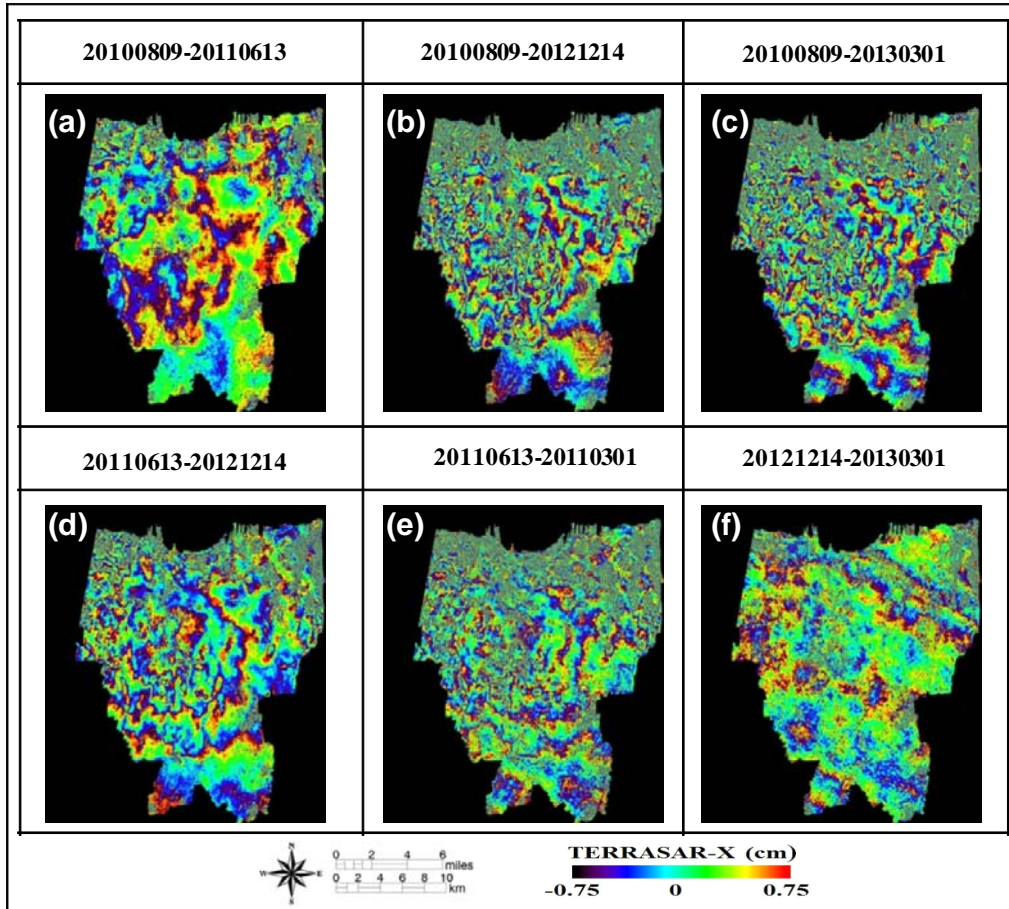 20100809-20110613
20100809-20121214
20100809-20130301
(a)
(b)
(c)
20110613-20121214
20110613-20110301
20121214-20130301
(d)
(e)
(f)
N
W
E
S
0 2 4 6
miles
0 2 4 6 8 10
km
TERRASAR-X (cm)
-0.75 0 0.75